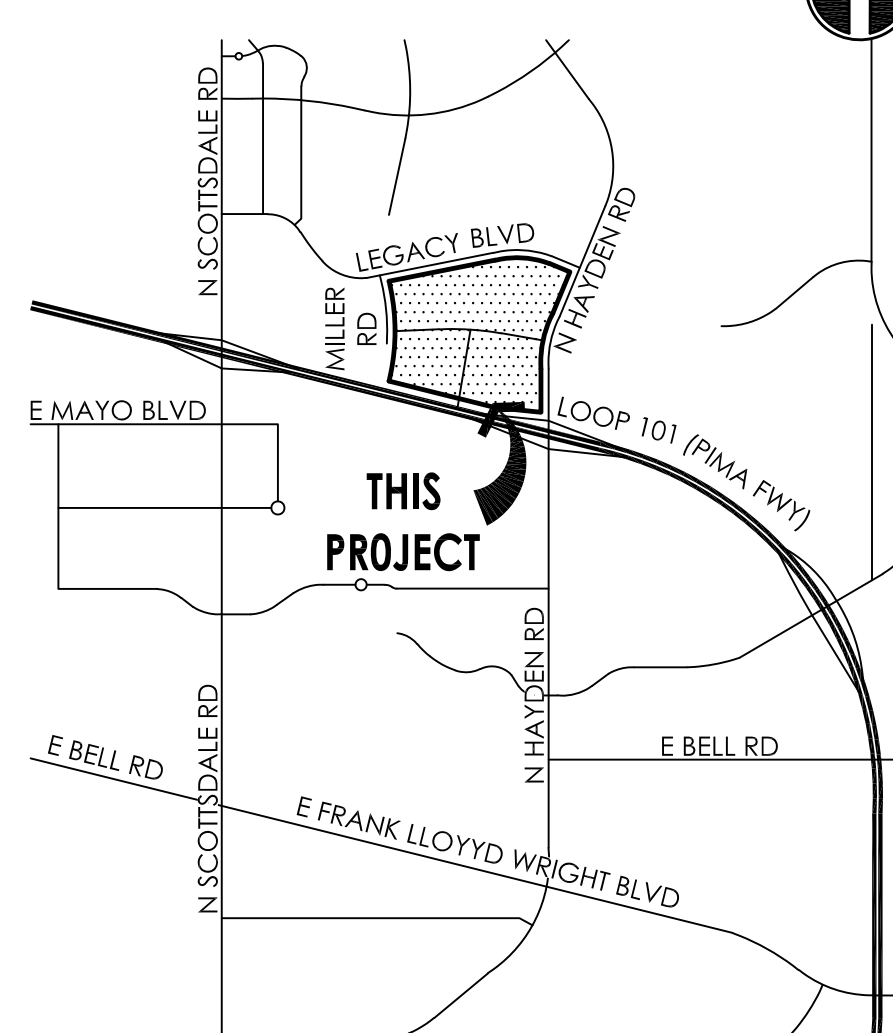 N SCOTTSDALE RD
LEGACY BLVD
N HAYDEN RD
MILLER
RD
E MAYO BLVD
LOOP 101 (PIMA FWY)
THIS
PR0JECT
N HAYDEN RD
N SCOTTSDALE RD
E BELL RD
E BELL RD
E FRANK LLOYYD WRIGHT BLVD